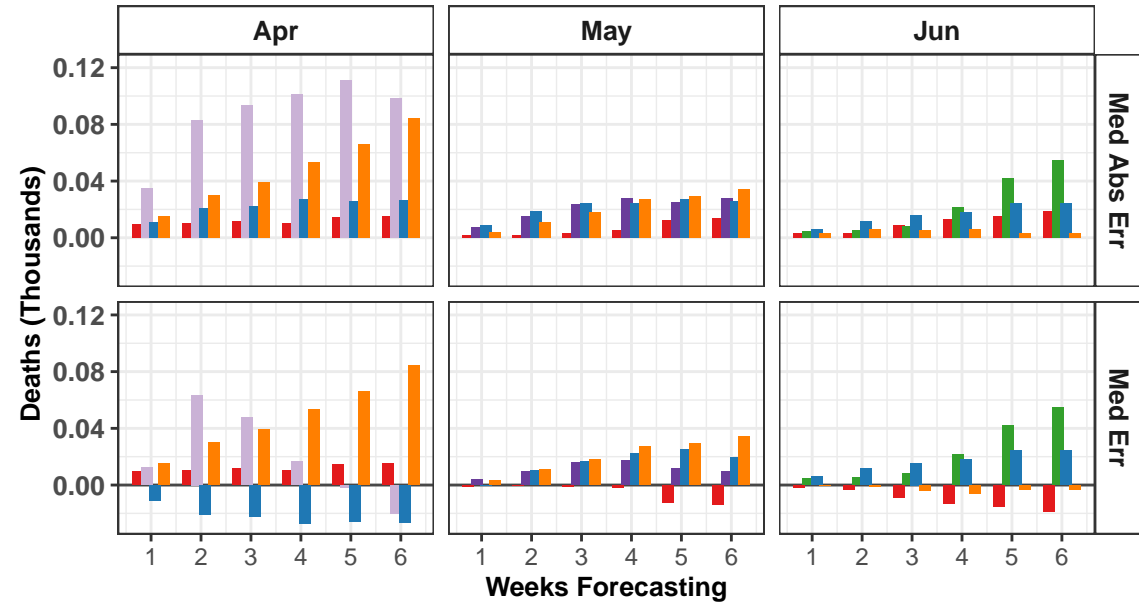 Apr May Jun
0.12
0.08
0.04
0.00
Med Abs Err
0.12
0.08
0.04
0.00
Med Err
Deaths (Thousands)
1 2 3 4 5 6 1 2 3 4 5 6 1 2 3 4 5 6
Weeks Forecasting